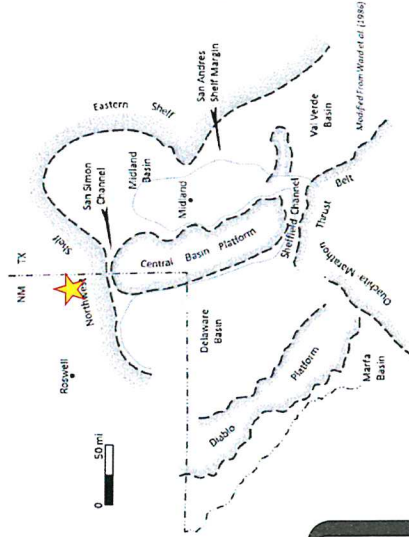 NM
TX
Roswell
Northwest
Shelf
San Simon
Channel
Eastern
Shelf
Midland
Basin
San Andres
Shelf Margin
Midland
Central Basin Platform
Delaware
Basin
Sheffield Channel
Val Verde
Basin
Diablo
Platform
Marfa
Basin
Ouachita Marathon
Thrust
Belt
0
50 mi
Modified From Ward et al. (1986)